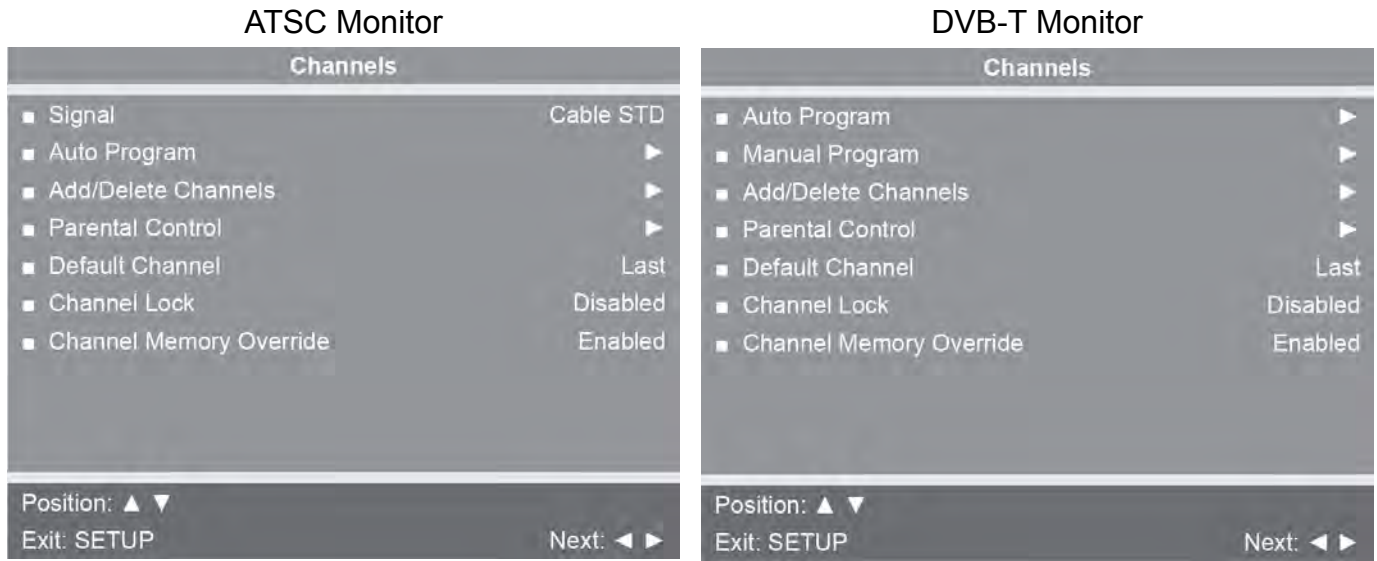 ATSC Monitor
Channels
■ Signal Cable STD
■ Auto Program ►
■ Add/Delete Channels ►
■ Parental Control ►
■ Default Channel Last
■ Channel Lock Disabled
■ Channel Memory Override Enabled
Position: ▲ ▼
Exit: SETUP Next: ◄ ►
DVB-T Monitor
Channels
■ Auto Program ►
■ Manual Program ►
■ Add/Delete Channels ►
■ Parental Control ►
■ Default Channel Last
■ Channel Lock Disabled
■ Channel Memory Override Enabled
Position: ▲ ▼
Exit: SETUP Next: ◄ ►